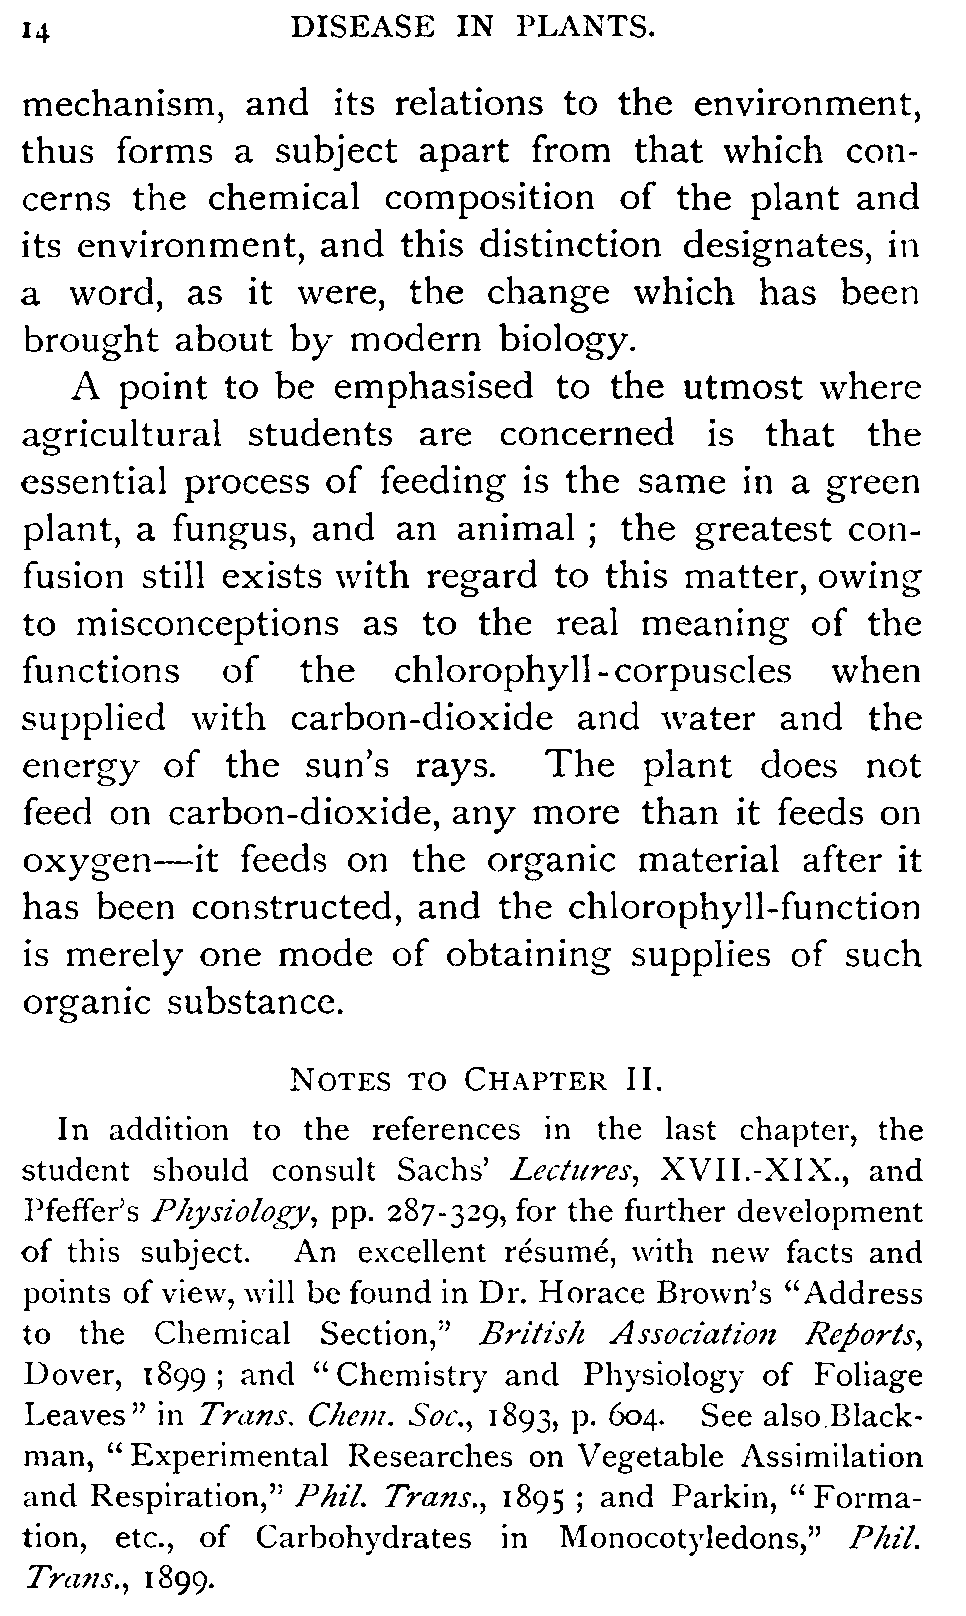 14 DISEASE IN PLANTS.
mechanism, and its relations to the environment,
thus forms a subject apart from that which con-
cerns the chemical composition of the plant and
its environment, and this distinction designates, in
a word, as it were, the change which has been
brought about by modern biology.
A point to be emphasised to the utmost where
agricultural students are concerned is that the
essential process of feeding is the same in a green
plant, a fungus, and an animal ; the greatest con-
fusion still exists with regard to this matter, owing
to misconceptions as to the real meaning of the
functions of the chlorophyll-corpuscles when
supplied with carbon-dioxide and water and the
energy of the sun's rays. The plant does not
feed on carbon-dioxide, any more than it feeds on
oxygen—it feeds on the organic material after it
has been constructed, and the chlorophyll-function
is merely one mode of obtaining supplies of such
organic substance.
NOTES TO CHAPTER II.
In addition to the references in the last chapter, the
student should consult Sachs' Lectures, XVII.-XIX., and
Pfeffer's Physiology, pp. 287-329, for the further development
of this subject. An excellent résumé, with new facts and
points of view, will be found in Dr. Horace Brown's "Address
to the Chemical Section," British Association Reports,
Dover, 1899 ; and "Chemistry and Physiology of Foliage
Leaves" in Trans. Chem. Soc., 1893, p. 604. See also Black-
man, "Experimental Researches on Vegetable Assimilation
and Respiration," Phil. Trans., 1895 ; and Parkin, "Forma-
tion, etc., of Carbohydrates in Monocotyledons," Phil.
Trans., 1899.